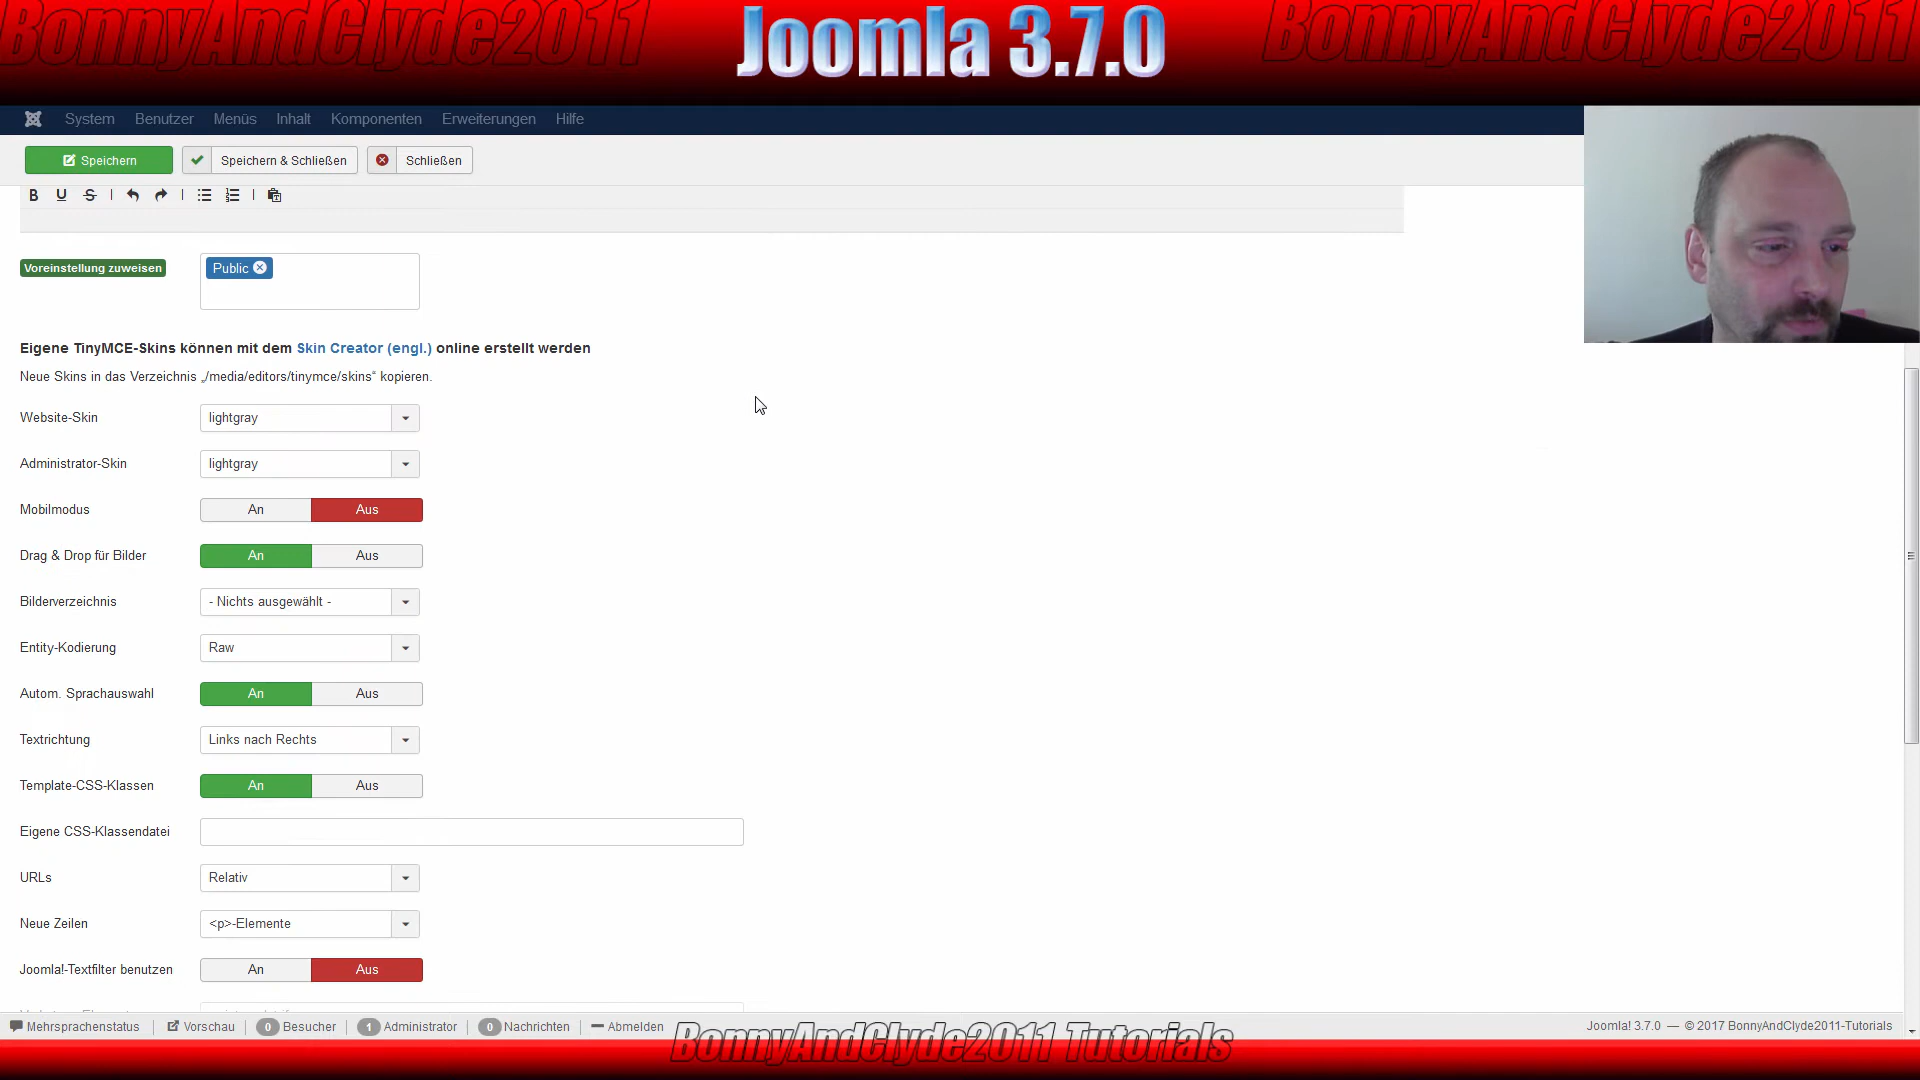 BonnyAndClyde2011
Joomla 3.7.0
BonnyAndClyde2011
System Benutzer Menüs Inhalt Komponenten Erweiterungen Hilfe
Speichern Speichern & Schließen Schließen
B U S
Voreinstellung zuweisen Public
Eigene TinyMCE-Skins können mit dem Skin Creator (engl.) online erstellt werden
Neue Skins in das Verzeichnis „/media/editors/tinymce/skins“ kopieren.
Website-Skin lightgray
Administrator-Skin lightgray
Mobilmodus An Aus
Drag & Drop für Bilder An Aus
Bilderverzeichnis - Nichts ausgewählt -
Entity-Kodierung Raw
Autom. Sprachauswahl An Aus
Textrichtung Links nach Rechts
Template-CSS-Klassen An Aus
Eigene CSS-Klassendatei
URLs Relativ
Neue Zeilen <p>-Elemente
Joomla!-Textfilter benutzen An Aus
Mehrsprachenstatus Vorschau 0 Besucher 1 Administrator 0 Nachrichten Abmelden
Joomla! 3.7.0 — © 2017 BonnyAndClyde2011-Tutorials
BonnyAndClyde2011 Tutorials